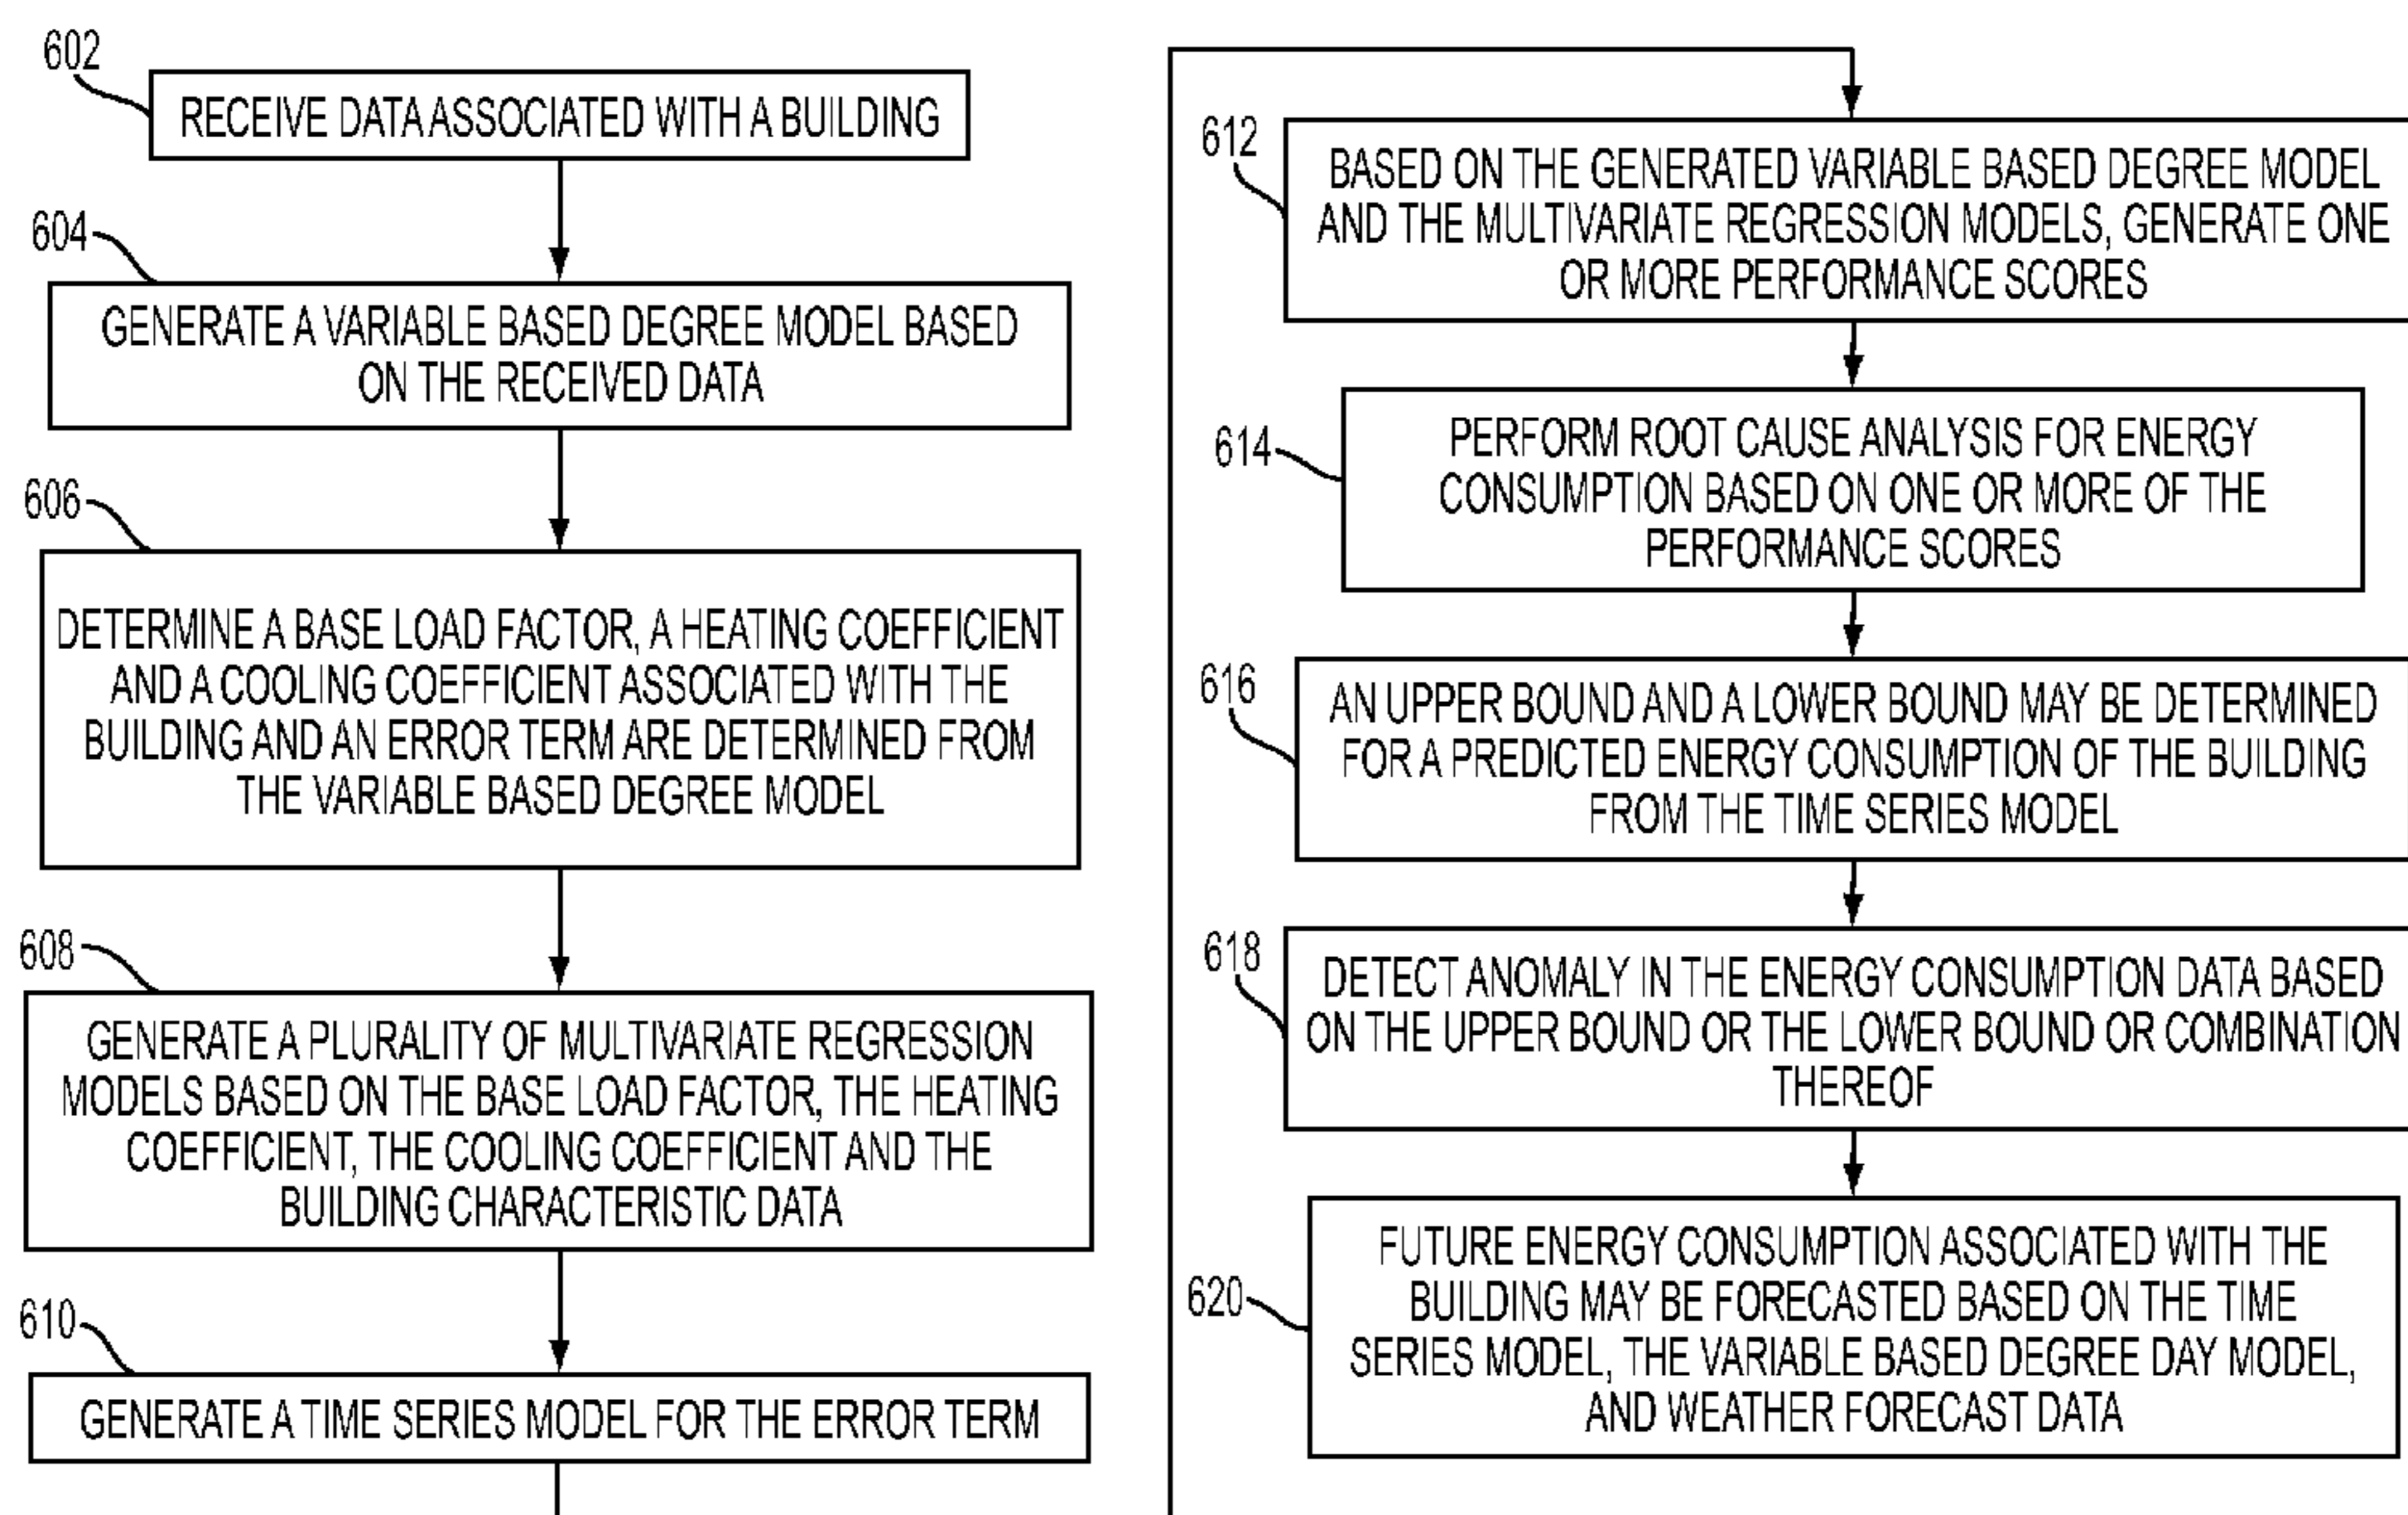 602
RECEIVE DATA ASSOCIATED WITH A BUILDING
604
GENERATE A VARIABLE BASED DEGREE MODEL BASED
ON THE RECEIVED DATA
606
DETERMINE A BASE LOAD FACTOR, A HEATING COEFFICIENT
AND A COOLING COEFFICIENT ASSOCIATED WITH THE
BUILDING AND AN ERROR TERM ARE DETERMINED FROM
THE VARIABLE BASED DEGREE MODEL
608
GENERATE A PLURALITY OF MULTIVARIATE REGRESSION
MODELS BASED ON THE BASE LOAD FACTOR, THE HEATING
COEFFICIENT, THE COOLING COEFFICIENT AND THE
BUILDING CHARACTERISTIC DATA
610
GENERATE A TIME SERIES MODEL FOR THE ERROR TERM
612
BASED ON THE GENERATED VARIABLE BASED DEGREE MODEL
AND THE MULTIVARIATE REGRESSION MODELS, GENERATE ONE
OR MORE PERFORMANCE SCORES
614
PERFORM ROOT CAUSE ANALYSIS FOR ENERGY
CONSUMPTION BASED ON ONE OR MORE OF THE
PERFORMANCE SCORES
616
AN UPPER BOUND AND A LOWER BOUND MAY BE DETERMINED
FOR A PREDICTED ENERGY CONSUMPTION OF THE BUILDING
FROM THE TIME SERIES MODEL
618
DETECT ANOMALY IN THE ENERGY CONSUMPTION DATA BASED
ON THE UPPER BOUND OR THE LOWER BOUND OR COMBINATION
THEREOF
620
FUTURE ENERGY CONSUMPTION ASSOCIATED WITH THE
BUILDING MAY BE FORECASTED BASED ON THE TIME
SERIES MODEL, THE VARIABLE BASED DEGREE DAY MODEL,
AND WEATHER FORECAST DATA